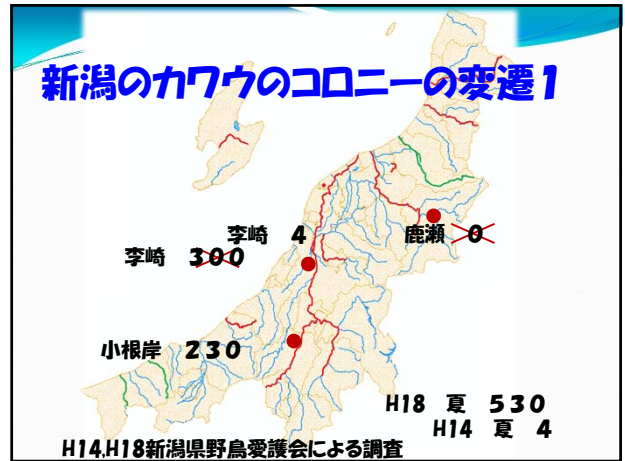 新潟のカワウのコロニーの変遷1
李崎 4
鹿瀬 0
李崎 300
小根岸 230
H18 夏 530
H14 夏 4
H14,H18新潟県野鳥愛護会による調査